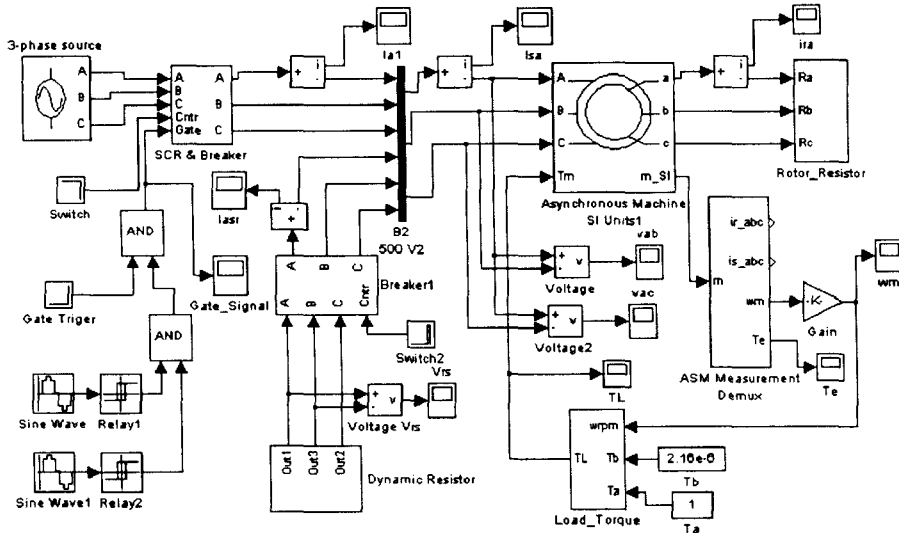 3-phase source
A
B
C
A
B
C
Cntr
Gate
A
B
C
SCR & Breaker
+
-
i
Ia1
+
-
i
Isa
A
B
C
Tm
a
b
c
m_SI
Asynchronous Machine
SI Units1
+
-
i
ira
Ra
Rb
Rc
Rotor_Resistor
Switch
Iasr
B2
500 V2
AND
Gate_Signal
Gate Triger
AND
A
B
C
A
B
C
Cntr
Breaker1
Switch2
Vrs
+
-
v
Voltage
vab
+
-
v
Voltage2
vac
m
ir_abc
is_abc
wm
Te
ASM Measurement
Demux
-K-
Gain
wm
Te
Sine Wave
Relay1
Sine Wave1
Relay2
+
-
v
Voltage Vrs
Out1
Out3
Out2
Dynamic Resistor
TL
wrpm
TL
Tb
Ta
Load_Torque
2.16e-6
Tb
1
Ta